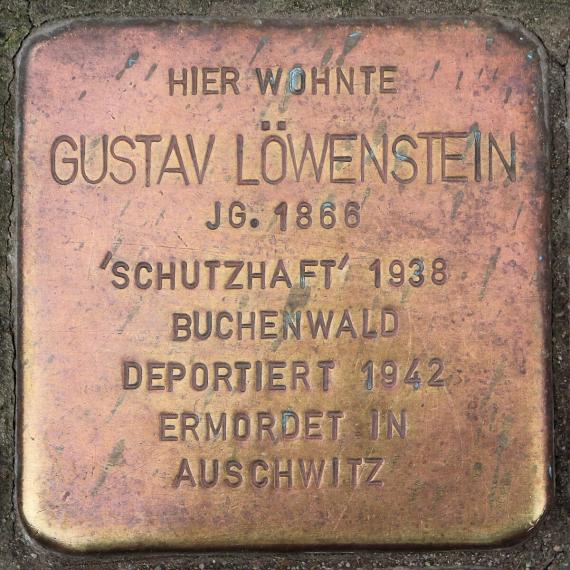 HIER WOHNTE
GUSTAV LÖWENSTEIN
JG. 1866
'SCHUTZHAFT' 1938
BUCHENWALD
DEPORTIERT 1942
ERMORDET IN
AUSCHWITZ